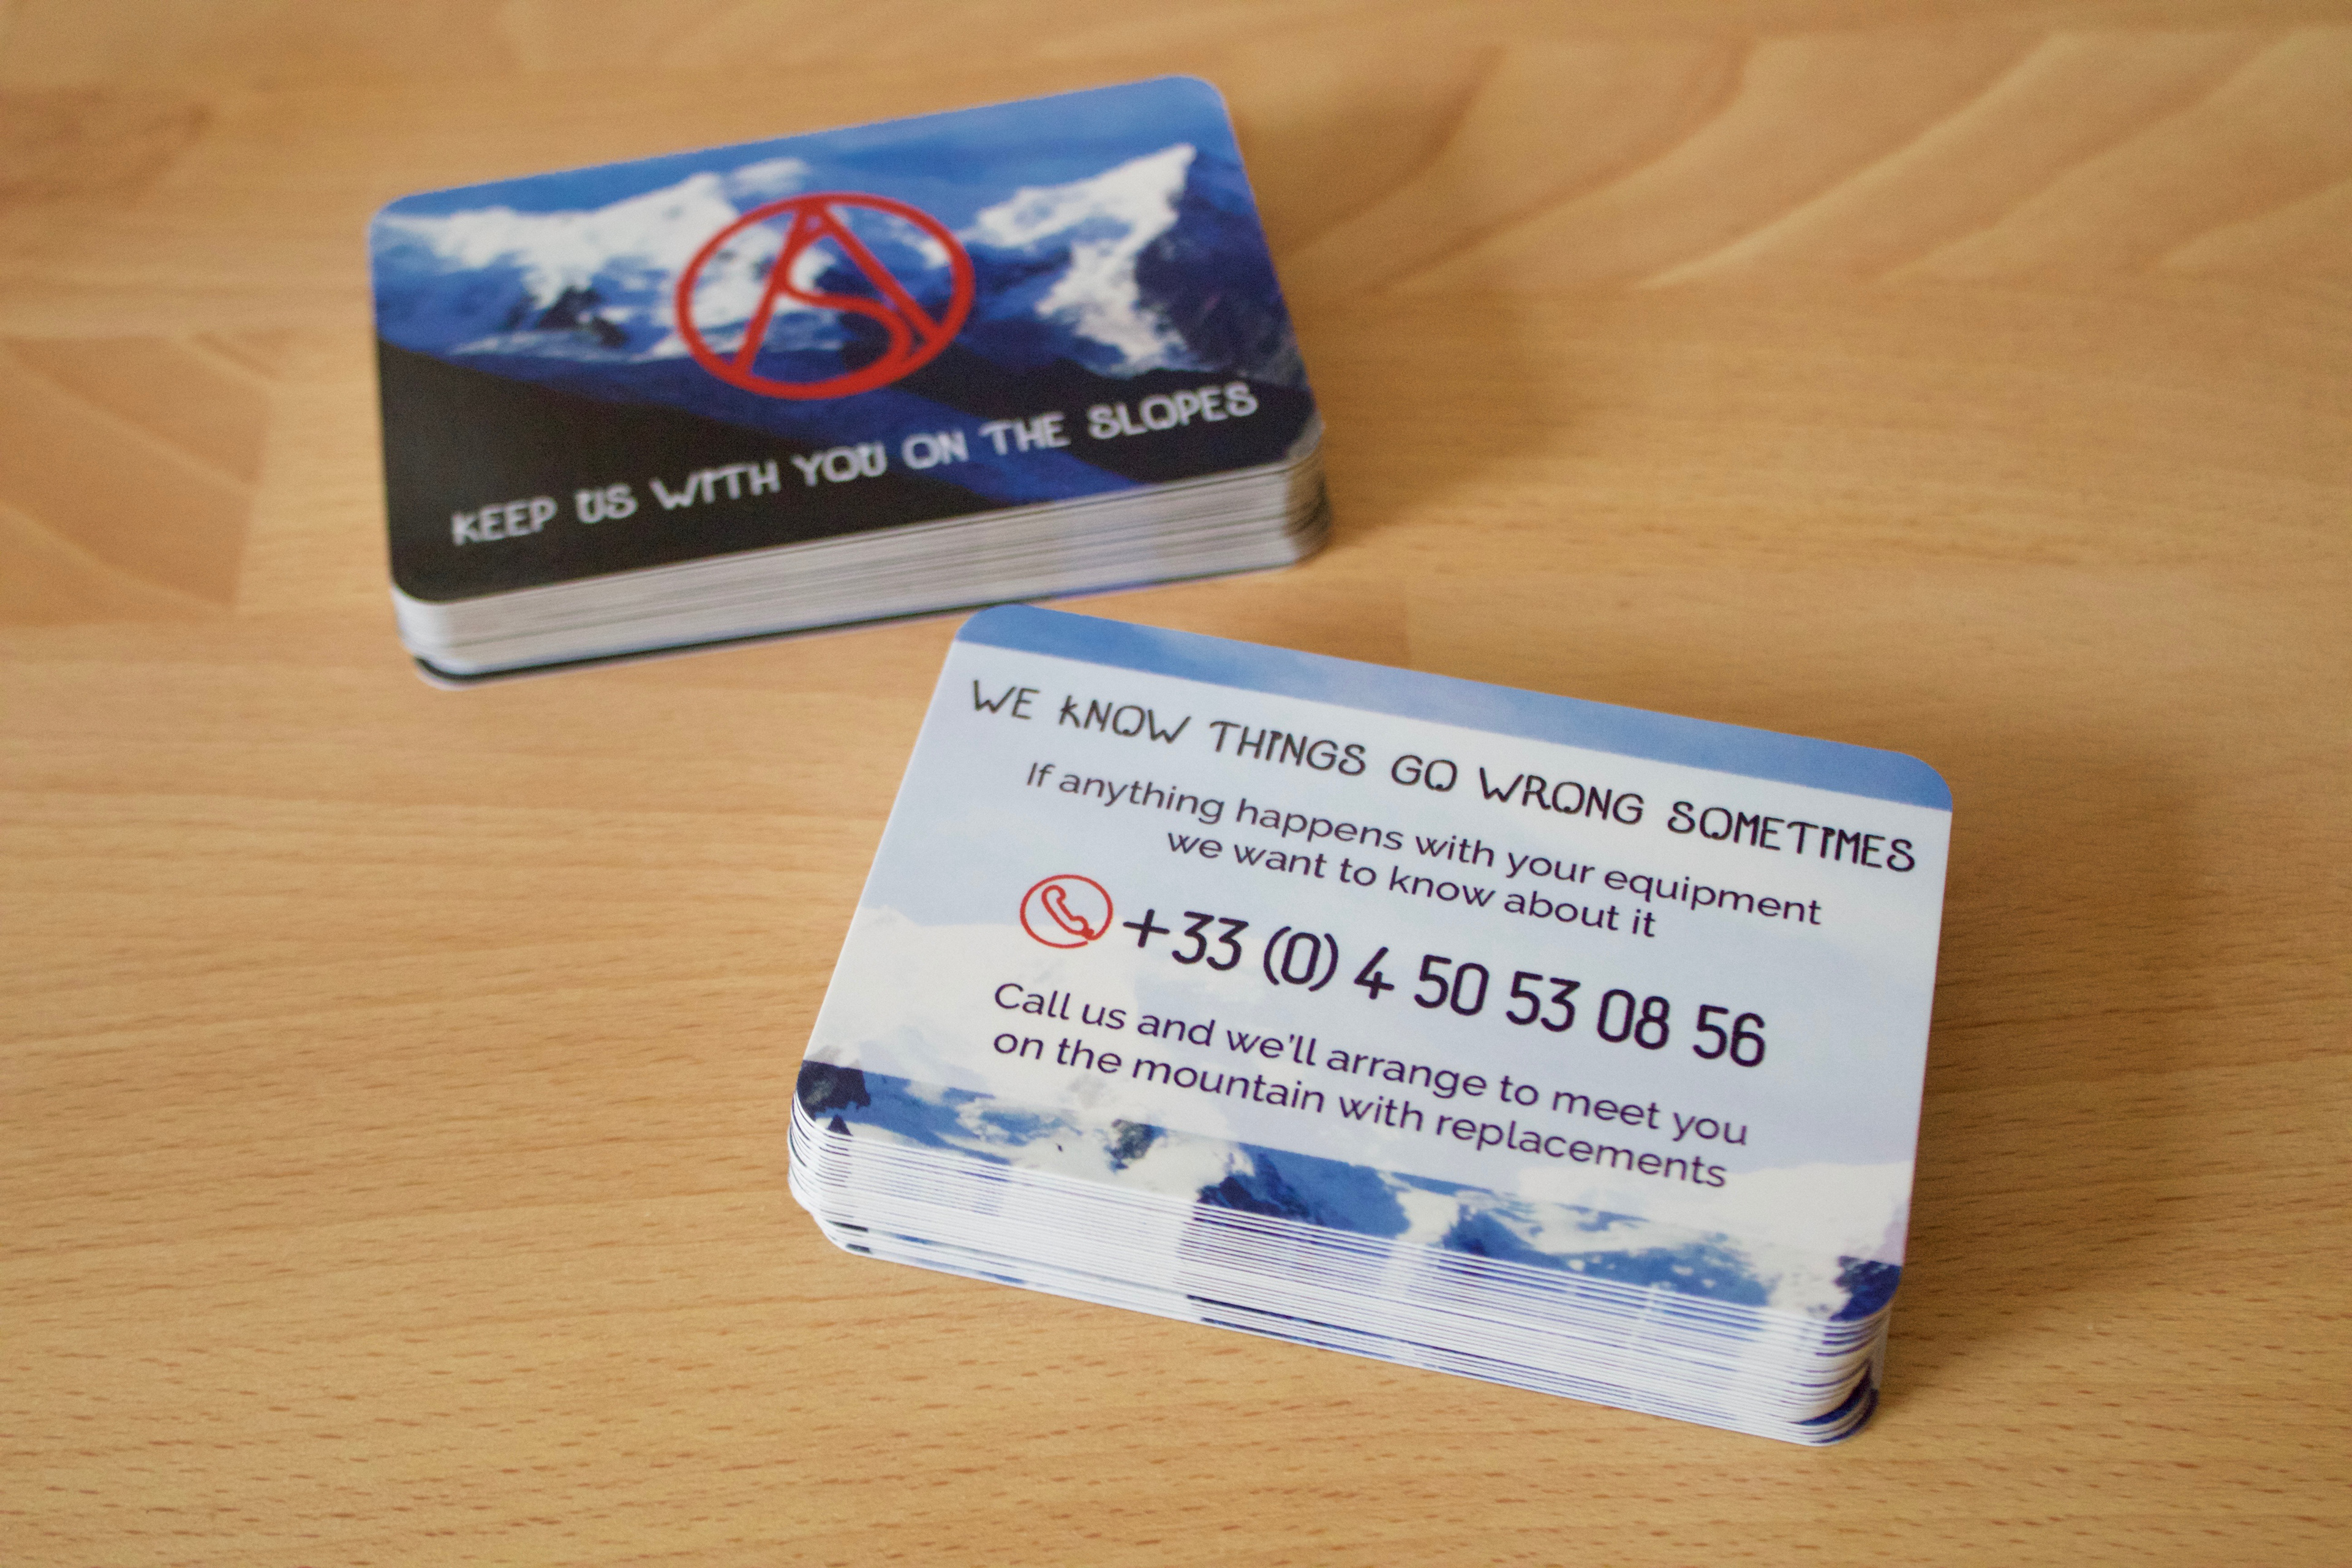 KEEP US WITH YOU ON THE SLOPES
WE KNOW THINGS GO WRONG SOMETIMES
If anything happens with your equipment
we want to know about it
+33 (0) 4 50 53 08 56
Call us and we'll arrange to meet you
on the mountain with replacements